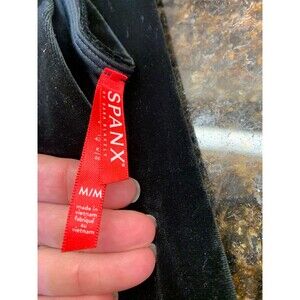 SPANX®
BY SARA BLAKELY
M/M
made in
vietnam
fabriqué
au
vietnam